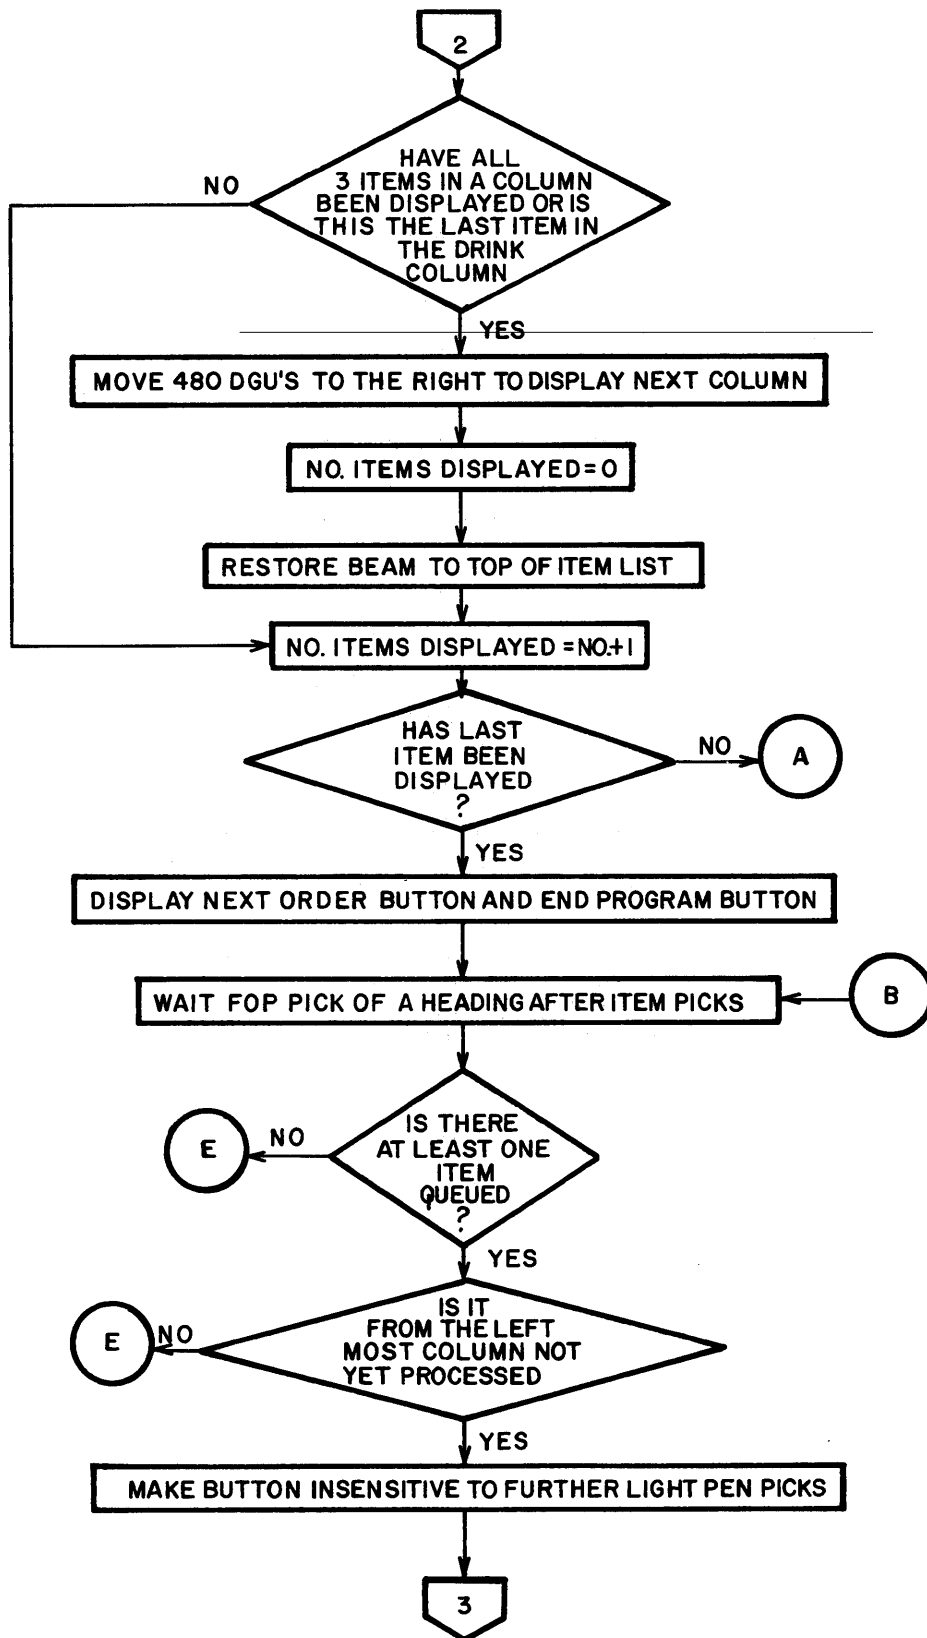 2
HAVE ALL
3 ITEMS IN A COLUMN
BEEN DISPLAYED OR IS
THIS THE LAST ITEM IN
THE DRINK
COLUMN
NO
YES
MOVE 480 DGU'S TO THE RIGHT TO DISPLAY NEXT COLUMN
NO. ITEMS DISPLAYED=0
RESTORE BEAM TO TOP OF ITEM LIST
NO. ITEMS DISPLAYED =NO.+1
HAS LAST
ITEM BEEN
DISPLAYED
?
NO
A
YES
DISPLAY NEXT ORDER BUTTON AND END PROGRAM BUTTON
WAIT FOP PICK OF A HEADING AFTER ITEM PICKS
B
IS THERE
AT LEAST ONE
ITEM
QUEUED
?
NO
E
YES
IS IT
FROM THE LEFT
MOST COLUMN NOT
YET PROCESSED
NO
E
YES
MAKE BUTTON INSENSITIVE TO FURTHER LIGHT PEN PICKS
3